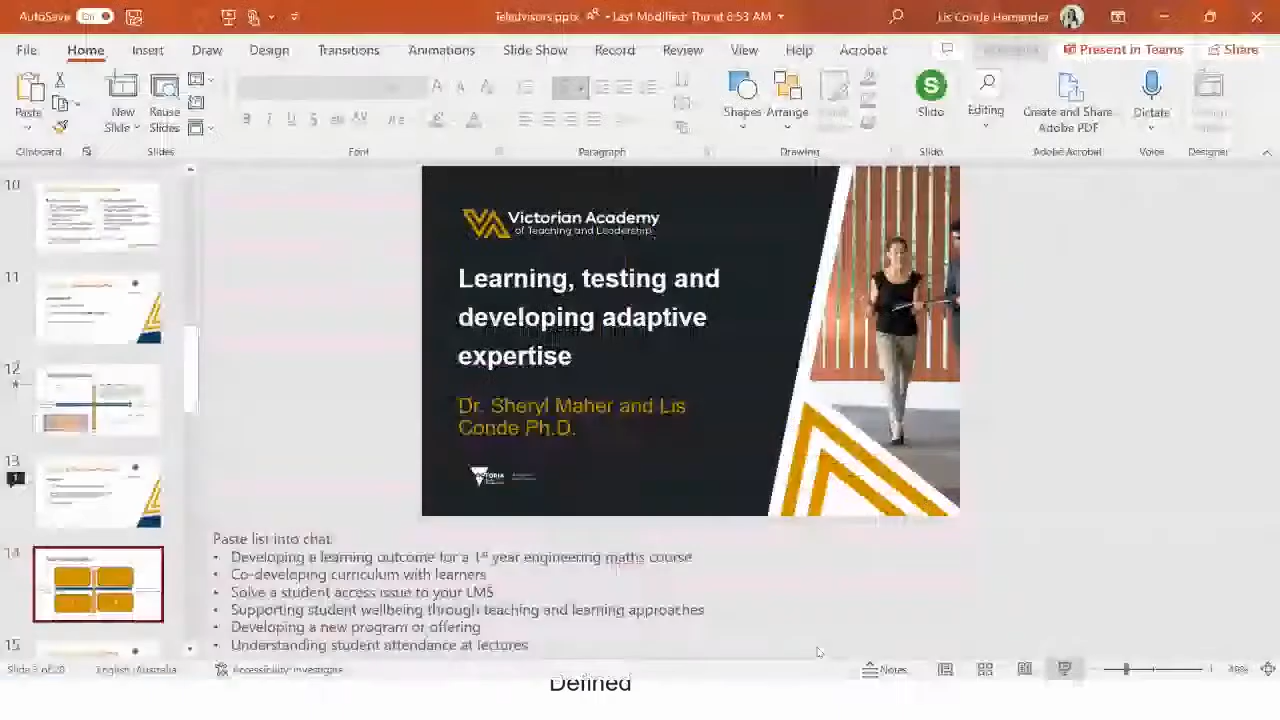 AutoSave On
Teladvisors.pptx
Last Modified: Thu at 8:53 AM
Lis Conde Hernandez
File Home Insert Draw Design Transitions Animations Slide Show Record Review View Help Acrobat
Present in Teams
Share
Paste
New
Slide
Reuse
Slides
B I U S
Shapes Arrange
Slido
Editing
Create and Share
Adobe PDF
Dictate
Clipboard
Slides
Font
Paragraph
Drawing
Slido
Adobe Acrobat
Voice
Designer
10
11
12
13
14
15
Victorian Academy
of Teaching and Leadership
Learning, testing and
developing adaptive
expertise
Dr. Sheryl Maher and Lis
Conde Ph.D.
Paste list into chat
• Developing a learning outcome for a 1st year engineering maths course
• Co-developing curriculum with learners
• Solve a student access issue to your LMS
• Supporting student wellbeing through teaching and learning approaches
• Developing a new program or offering
• Understanding student attendance at lectures
English (Australia)
Accessibility: Investigate
Notes
Defined